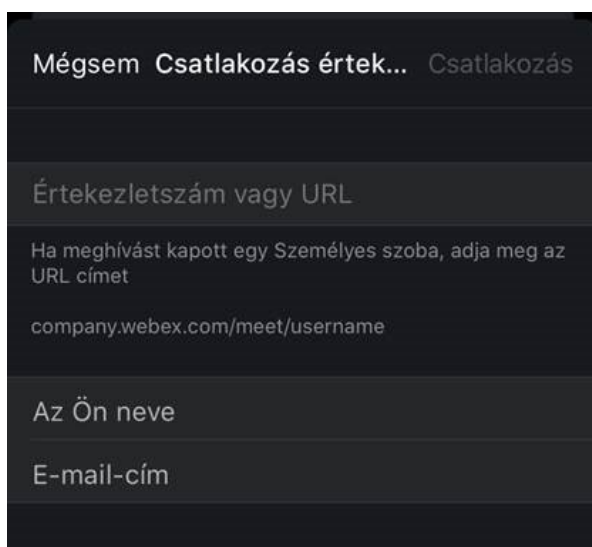 Mégsem Csatlakozás értek... Csatlakozás
Értekezletszám vagy URL
Ha meghívást kapott egy Személyes szoba, adja meg az
URL címet
company.webex.com/meet/username
Az Ön neve
E-mail-cím